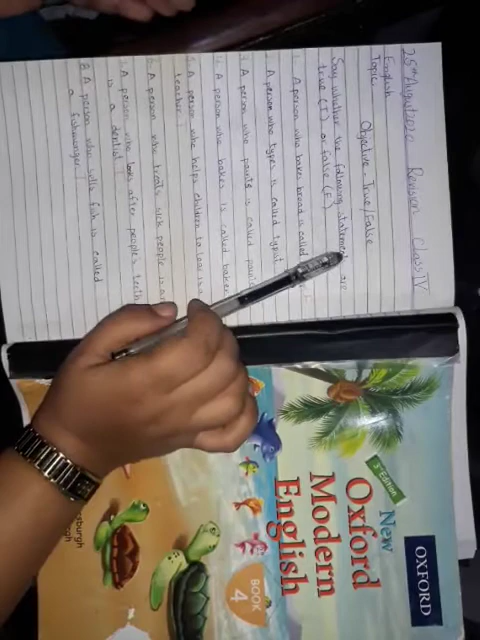 25th August 2020 Revision Class IV
English
Topic Objective - True/False
Say whether the following statements are
true (T) or false (F)
1. A person who bakes bread is called
2. A person who types is called typist
3. A person who paints is called
4. A person who bakes is called baker
5. A person who helps children to learn is a
teacher
6. A person who treats sick people is
7. A person who looks after people's teeth
is a dentist
8. A person who sells fish is called
a fishmonger
OXFORD
3rd Edition
New
Oxford
Modern
English
BOOK
4